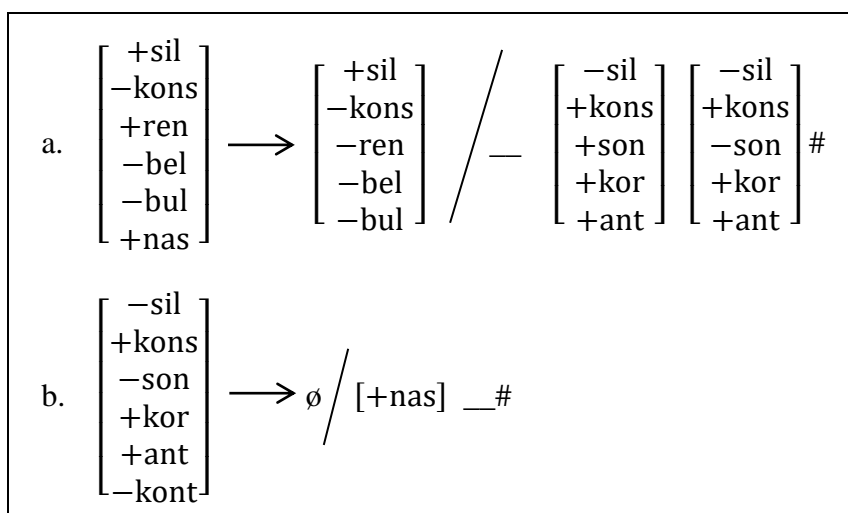 a. [+sil −kons +ren −bel −bul +nas] ⟶ [+sil −kons −ren −bel −bul] / __ [−sil +kons +son +kor +ant] [−sil +kons −son +kor +ant] #
b. [−sil +kons −son +kor +ant −kont] ⟶ ø / [+nas] __#